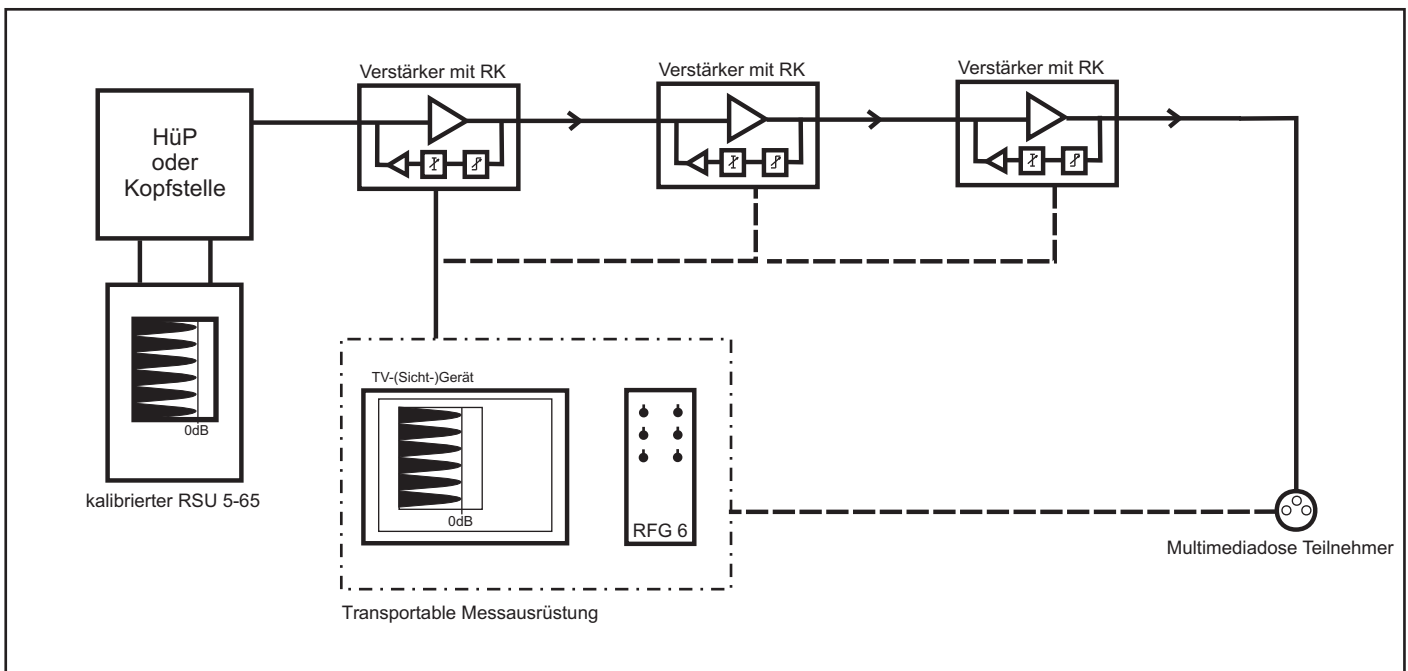 Verstärker mit RK
Verstärker mit RK
Verstärker mit RK
HüP
oder
Kopfstelle
0dB
kalibrierter RSU 5-65
TV-(Sicht-)Gerät
0dB
RFG 6
Multimediadose Teilnehmer
Transportable Messausrüstung